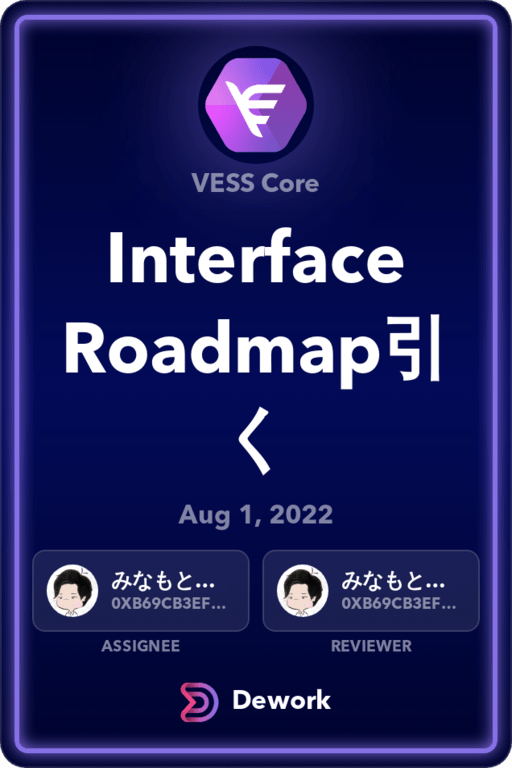 VESS Core
Interface
Roadmap引
く
Aug 1, 2022
みなもと...
0XB69CB3EF...
みなもと...
0XB69CB3EF...
ASSIGNEE
REVIEWER
Dework